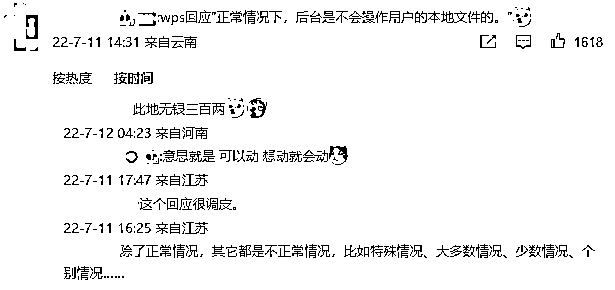 :wps回应"正常情况下，后台是不会操作用户的本地文件的。"
22-7-11 14:31 来自云南
1618
按热度 按时间
此地无银三百两
22-7-12 04:23 来自河南
:意思就是 可以动 想动就会动
22-7-11 17:47 来自江苏
这个回应很调皮。
22-7-11 16:25 来自江苏
除了正常情况，其它都是不正常情况，比如特殊情况、大多数情况、少数情况、个
别情况......